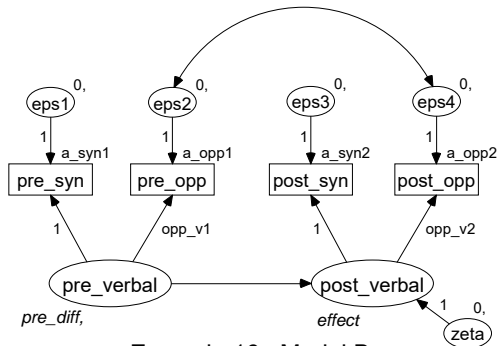 0, 0, 0, 0,
eps1 eps2 eps3 eps4
1 1 1 1
a_syn1 a_opp1 a_syn2 a_opp2
pre_syn pre_opp post_syn post_opp
1 opp_v1 1 opp_v2
pre_verbal post_verbal
pre_diff, effect
1 0,
zeta